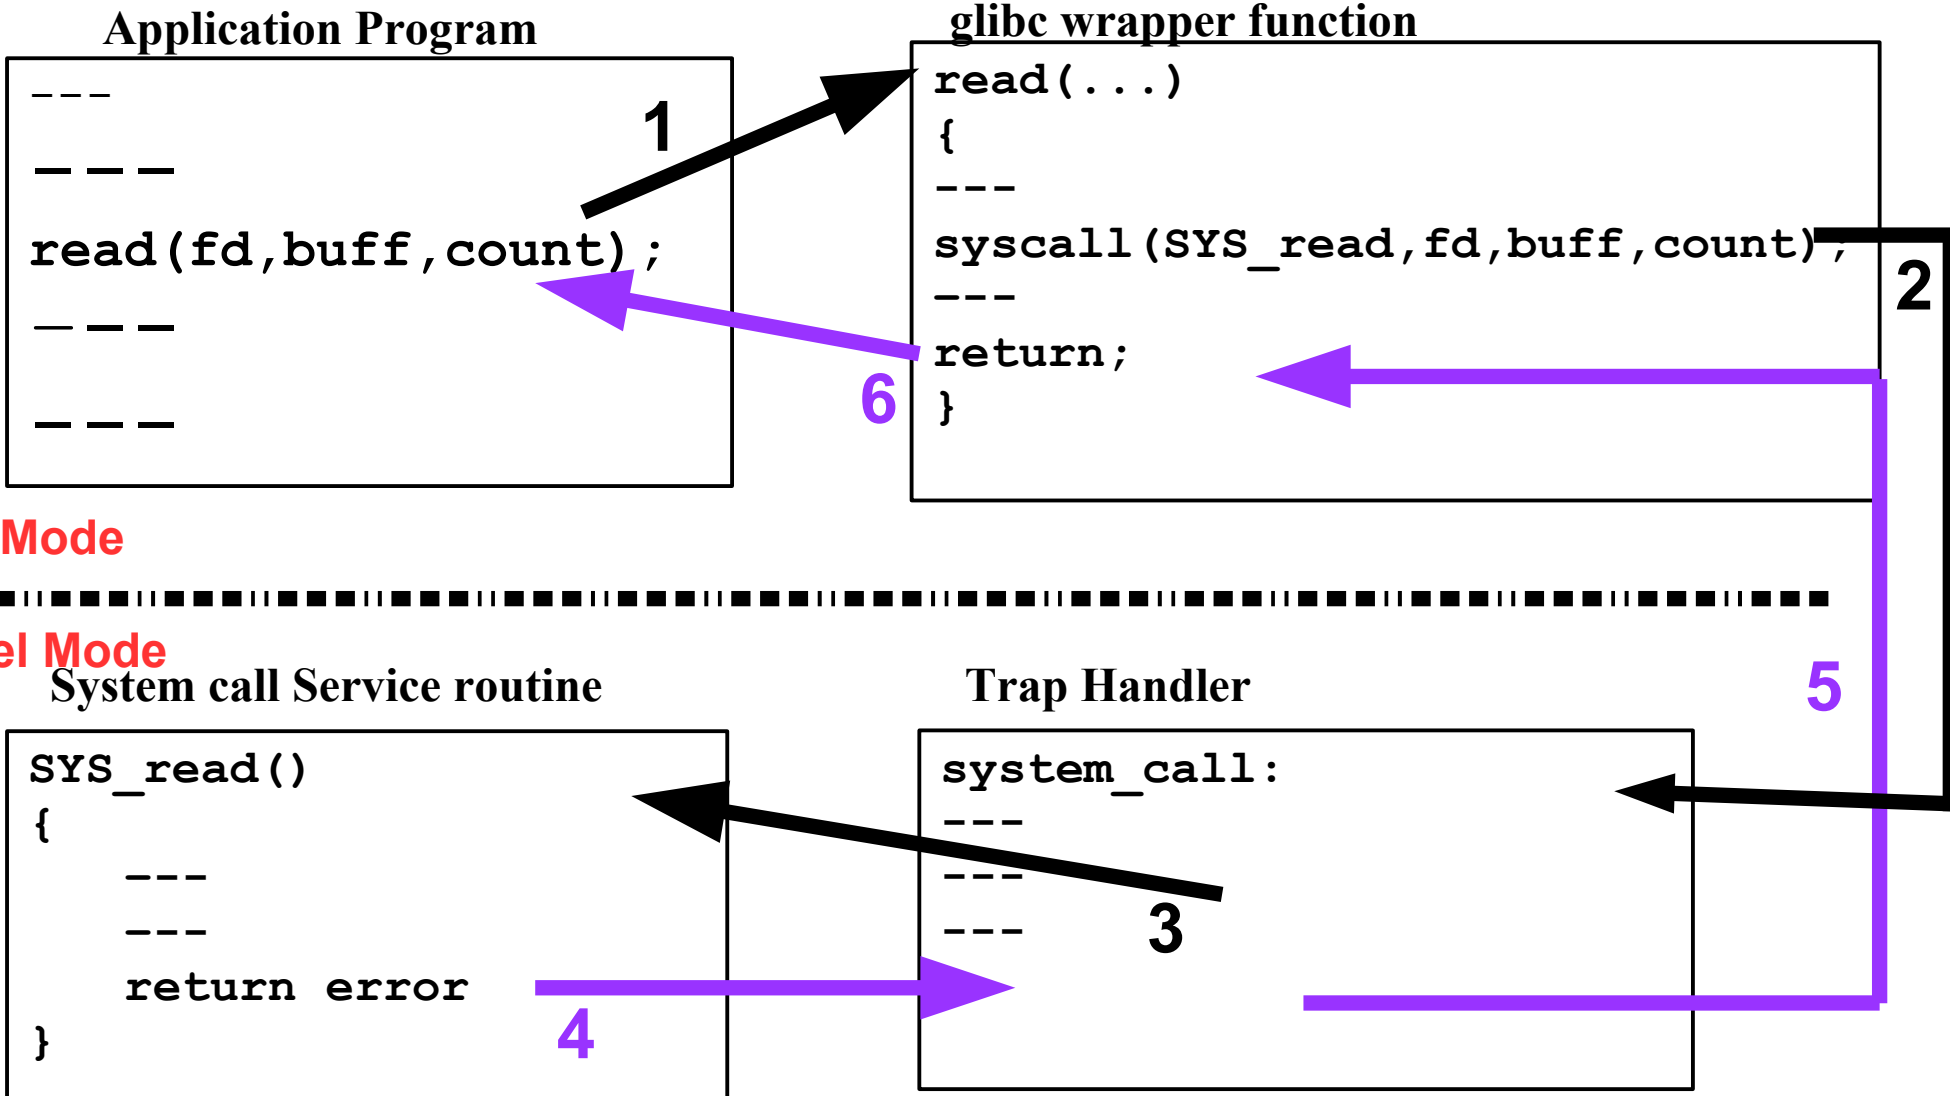 Application Program
---
---
1
read(fd,buff,count);
---
---
glibc wrapper function
read(...)
{
---
syscall(SYS_read,fd,buff,count);
---
2
return;
}
6
Mode
el Mode
System call Service routine
SYS_read()
{
---
---
return error
}
4
Trap Handler
system_call:
---
---
---
3
5